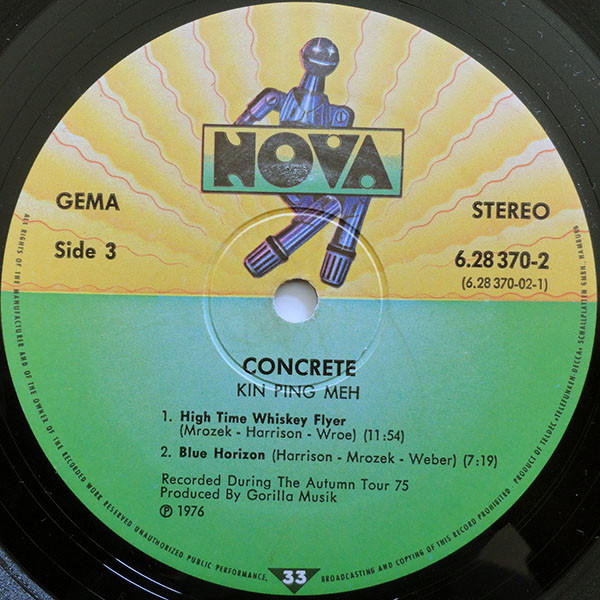 NOVA
GEMA
STEREO
Side 3
6.28 370-2
(6.28 370-02-1)
CONCRETE
KIN PING MEH
1. High Time Whiskey Flyer
(Mrozek - Harrison - Wroe) (11:54)
2. Blue Horizon (Harrison - Mrozek - Weber) (7:19)
Recorded During The Autumn Tour 75
Produced By Gorilla Musik
Ⓟ 1976
33
ALL RIGHTS OF THE MANUFACTURER AND OF THE OWNER OF THE RECORDED WORK RESERVED UNAUTHORIZED PUBLIC PERFORMANCE, BROADCASTING AND COPYING OF THIS RECORD PROHIBITED PRODUCT OF TELDEC »TELEFUNKEN-DECCA« SCHALLPLATTEN GMBH., HAMBURG